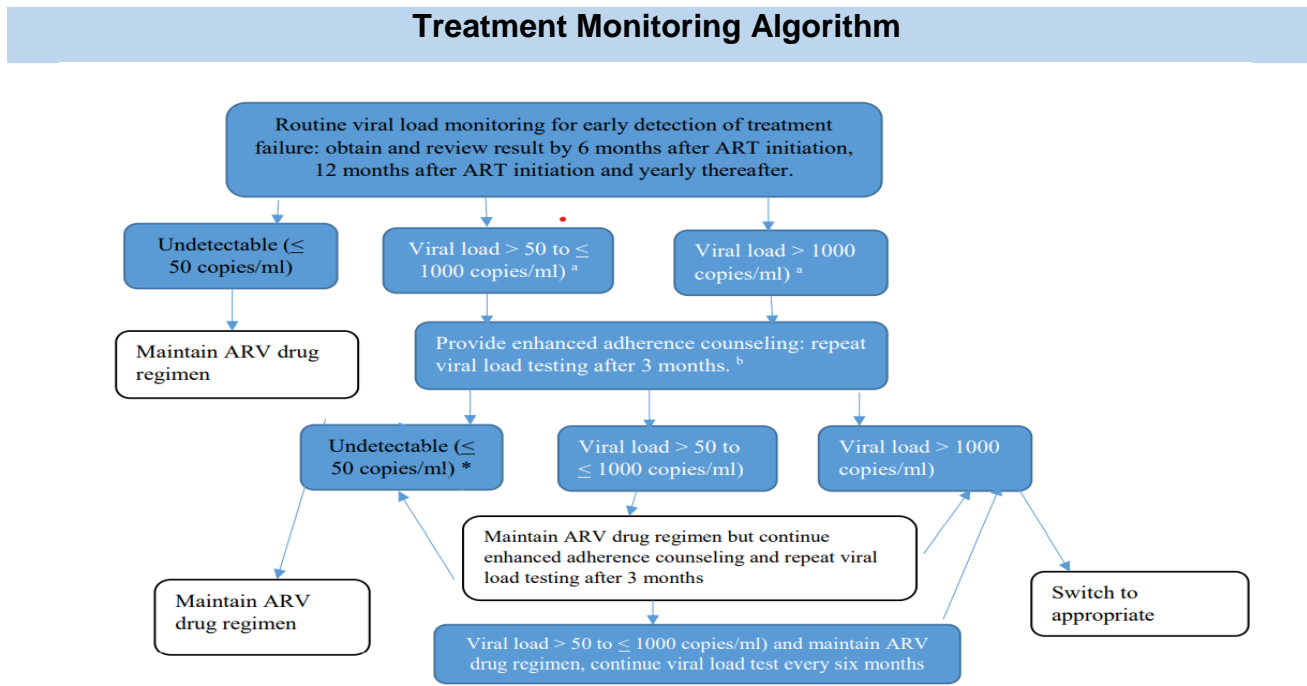 Treatment Monitoring Algorithm
Routine viral load monitoring for early detection of treatment
failure: obtain and review result by 6 months after ART initiation,
12 months after ART initiation and yearly thereafter.
Undetectable (≤
50 copies/ml)
Viral load > 50 to ≤
1000 copies/ml) ᵃ
Viral load > 1000
copies/ml) ᵃ
Maintain ARV drug
regimen
Provide enhanced adherence counseling: repeat
viral load testing after 3 months. ᵇ
Undetectable (≤
50 copies/ml) *
Viral load > 50 to
≤ 1000 copies/ml)
Viral load > 1000
copies/ml)
Maintain ARV drug regimen but continue
enhanced adherence counseling and repeat viral
load testing after 3 months
Maintain ARV
drug regimen
Switch to
appropriate
Viral load > 50 to ≤ 1000 copies/ml) and maintain ARV
drug regimen, continue viral load test every six months